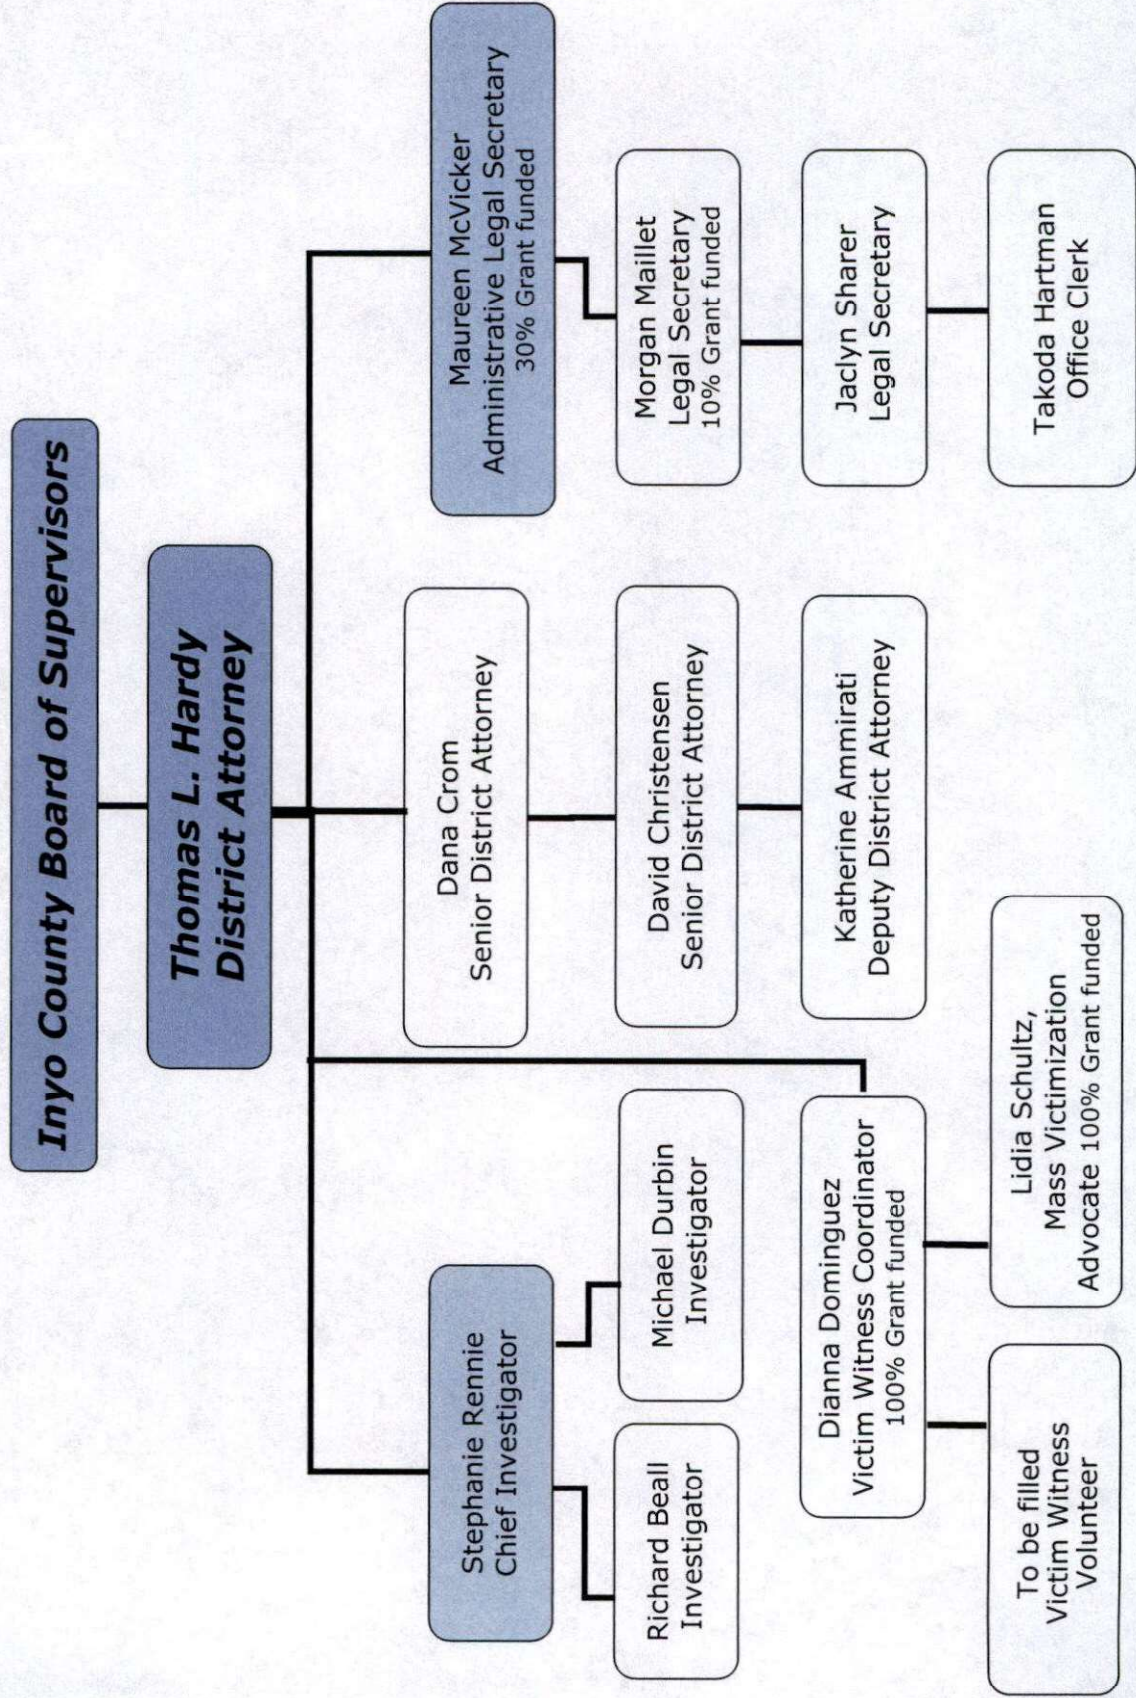 Inyo County Board of Supervisors
Thomas L. Hardy
District Attorney
Stephanie Rennie
Chief Investigator
Richard Beall
Investigator
Michael Durbin
Investigator
Dianna Dominguez
Victim Witness Coordinator
100% Grant funded
To be filled
Victim Witness
Volunteer
Lidia Schultz,
Mass Victimization
Advocate 100% Grant funded
Dana Crom
Senior District Attorney
David Christensen
Senior District Attorney
Katherine Ammirati
Deputy District Attorney
Maureen McVicker
Administrative Legal Secretary
30% Grant funded
Morgan Maillet
Legal Secretary
10% Grant funded
Jaclyn Sharer
Legal Secretary
Takoda Hartman
Office Clerk